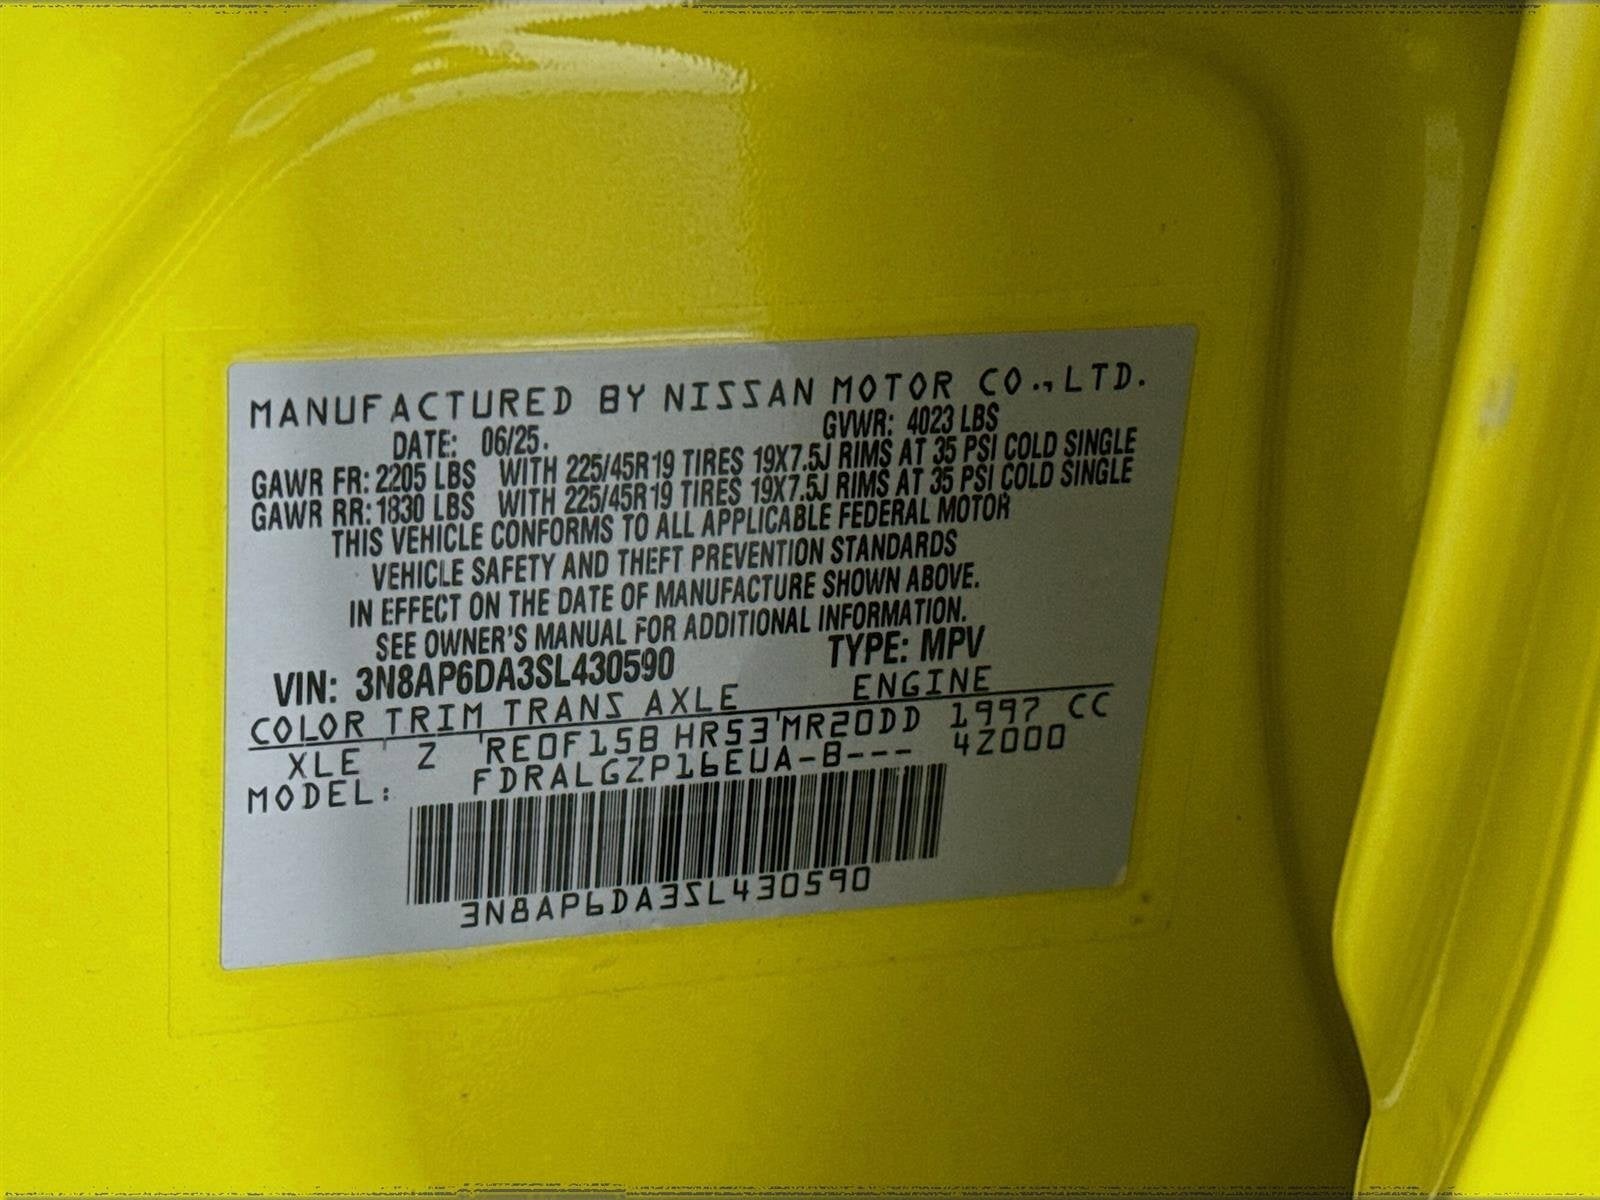 MANUFACTURED BY NISSAN MOTOR CO.,LTD.
DATE: 06/25. GVWR: 4023 LBS
GAWR FR: 2205 LBS WITH 225/45R19 TIRES 19X7.5J RIMS AT 35 PSI COLD SINGLE
GAWR RR: 1830 LBS WITH 225/45R19 TIRES 19X7.5J RIMS AT 35 PSI COLD SINGLE
THIS VEHICLE CONFORMS TO ALL APPLICABLE FEDERAL MOTOR
VEHICLE SAFETY AND THEFT PREVENTION STANDARDS
IN EFFECT ON THE DATE OF MANUFACTURE SHOWN ABOVE.
SEE OWNER'S MANUAL FOR ADDITIONAL INFORMATION.
VIN: 3N8AP6DA3SL430590 TYPE: MPV
COLOR TRIM TRANS AXLE ENGINE
XLE Z RE0F15B HR53 MR20DD 1997 CC
MODEL: FDRALGZP16EUA-B--- 4Z000
3N8AP6DA3SL430590